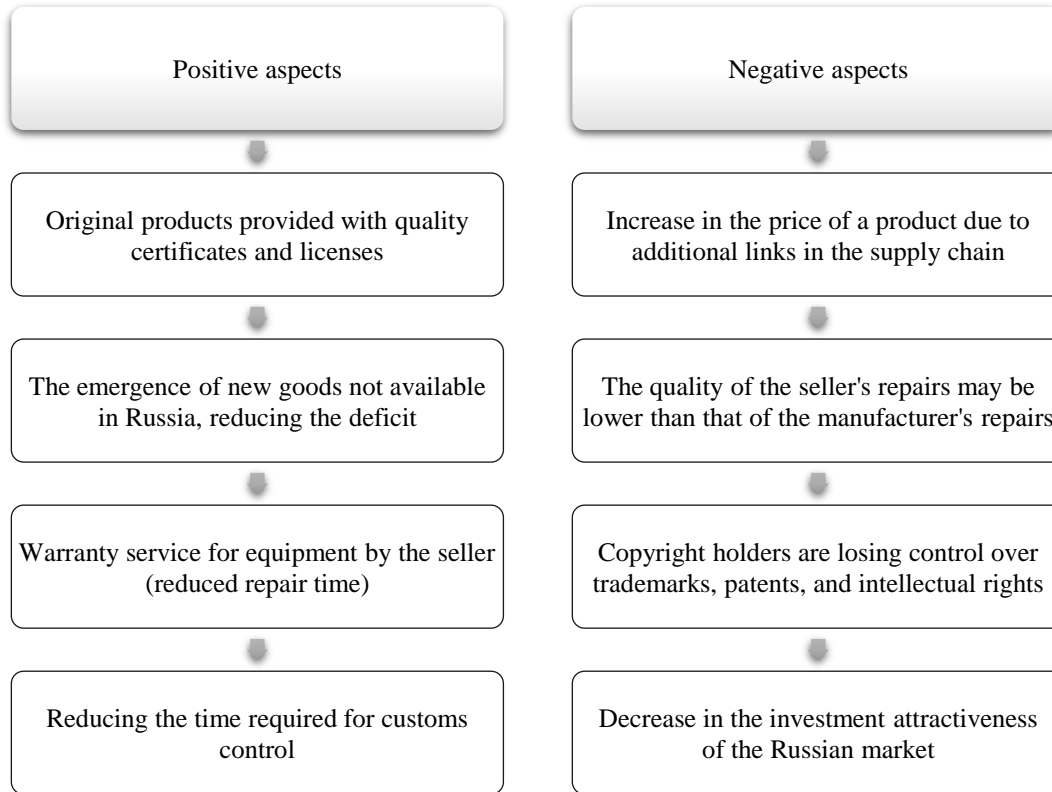 Positive aspects
Original products provided with quality
certificates and licenses
The emergence of new goods not available
in Russia, reducing the deficit
Warranty service for equipment by the seller
(reduced repair time)
Reducing the time required for customs
control
Negative aspects
Increase in the price of a product due to
additional links in the supply chain
The quality of the seller's repairs may be
lower than that of the manufacturer's repairs
Copyright holders are losing control over
trademarks, patents, and intellectual rights
Decrease in the investment attractiveness
of the Russian market